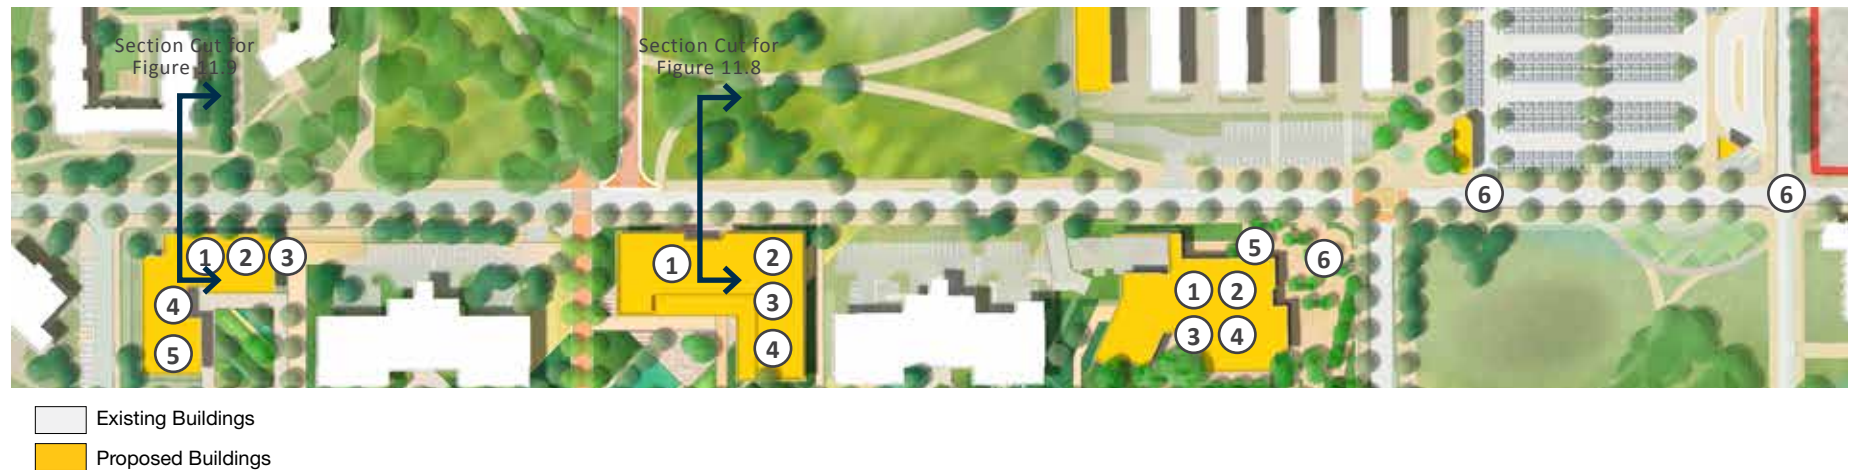 Section Cut for
Figure 11.9
Section Cut for
Figure 11.8
6
6
1 2 3
4
5
1
2
3
4
5
6
1 2
3 4
Existing Buildings
Proposed Buildings